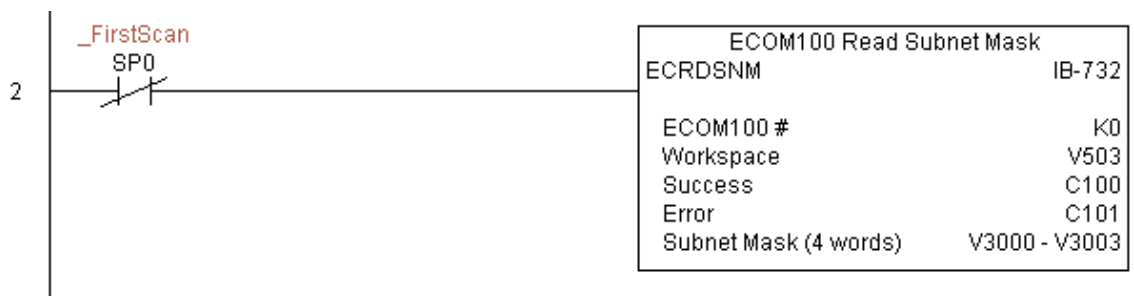 _FirstScan
SP0
2
ECOM100 Read Subnet Mask
ECRDSNM IB-732
ECOM100 # K0
Workspace V503
Success C100
Error C101
Subnet Mask (4 words) V3000 - V3003